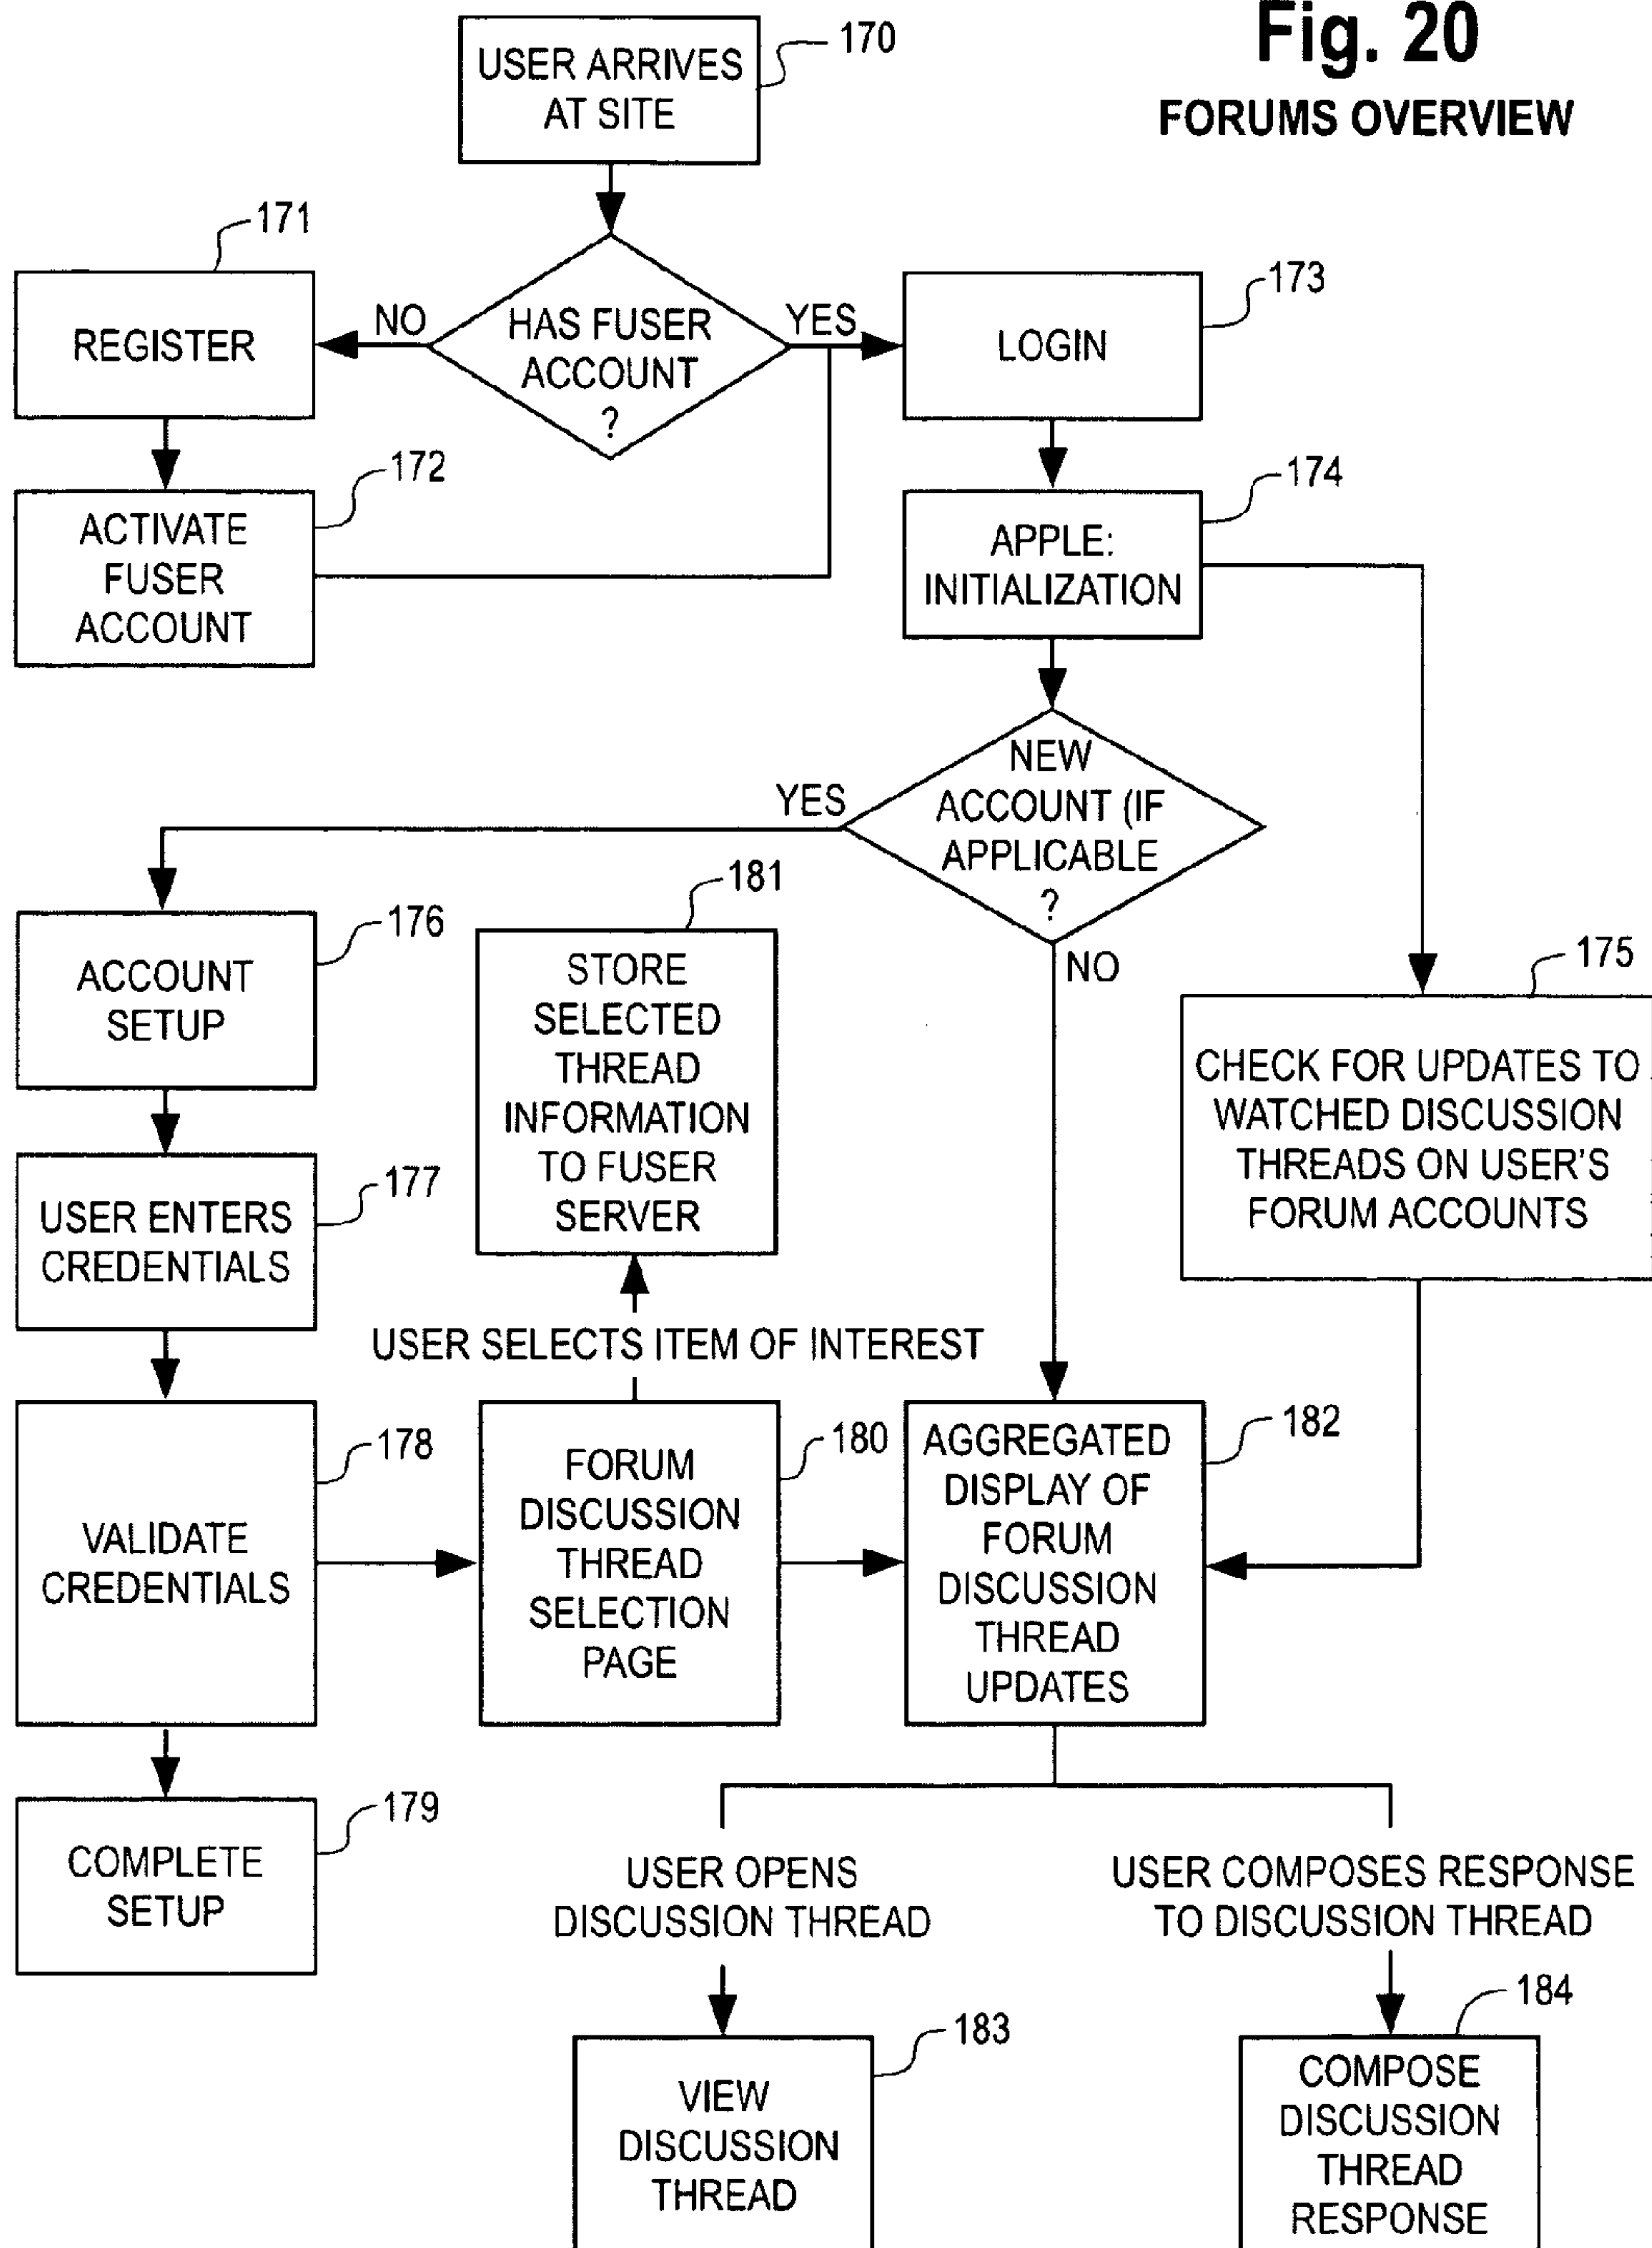 Fig. 20
FORUMS OVERVIEW
USER ARRIVES
AT SITE
170
171
REGISTER
NO
HAS FUSER
ACCOUNT
?
YES
173
LOGIN
172
ACTIVATE
FUSER
ACCOUNT
174
APPLE:
INITIALIZATION
NEW
ACCOUNT (IF
APPLICABLE
?
YES
NO
176
ACCOUNT
SETUP
181
STORE
SELECTED
THREAD
INFORMATION
TO FUSER
SERVER
175
CHECK FOR UPDATES TO
WATCHED DISCUSSION
THREADS ON USER'S
FORUM ACCOUNTS
177
USER ENTERS
CREDENTIALS
USER SELECTS ITEM OF INTEREST
178
VALIDATE
CREDENTIALS
180
FORUM
DISCUSSION
THREAD
SELECTION
PAGE
182
AGGREGATED
DISPLAY OF
FORUM
DISCUSSION
THREAD
UPDATES
179
COMPLETE
SETUP
USER OPENS
DISCUSSION THREAD
USER COMPOSES RESPONSE
TO DISCUSSION THREAD
183
VIEW
DISCUSSION
THREAD
184
COMPOSE
DISCUSSION
THREAD
RESPONSE